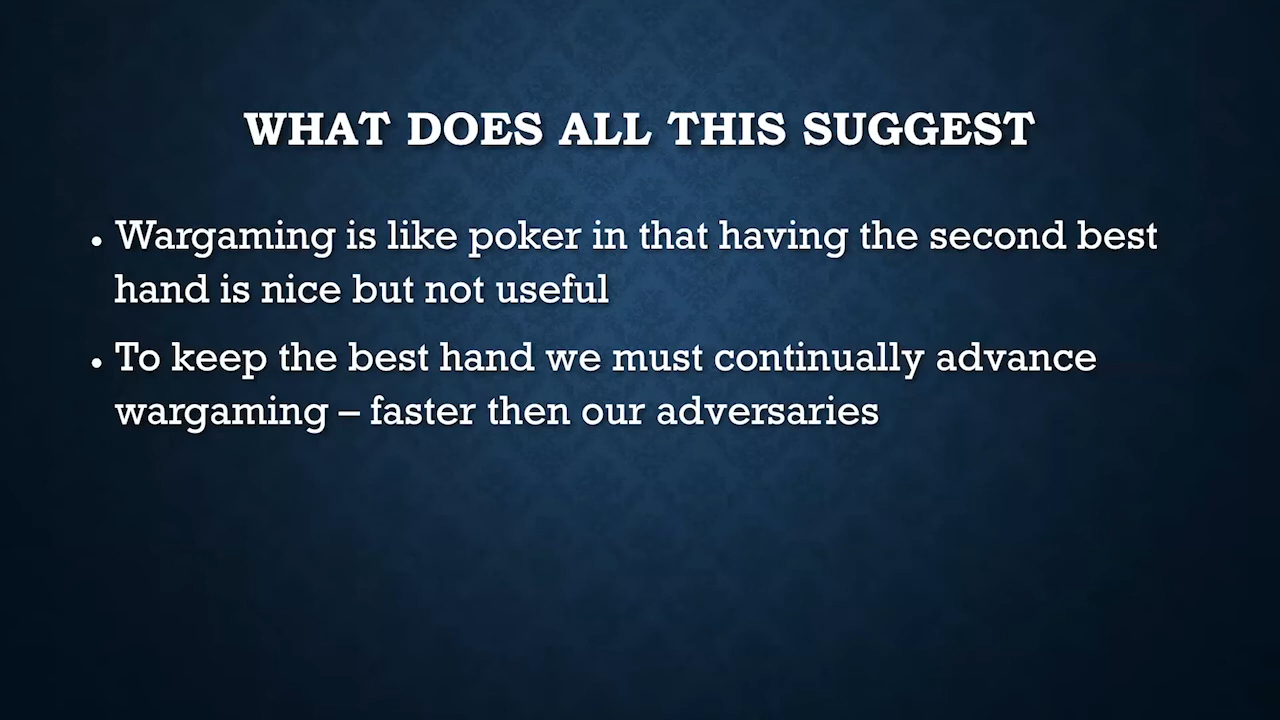 WHAT DOES ALL THIS SUGGEST
• Wargaming is like poker in that having the second best
hand is nice but not useful
• To keep the best hand we must continually advance
wargaming – faster then our adversaries